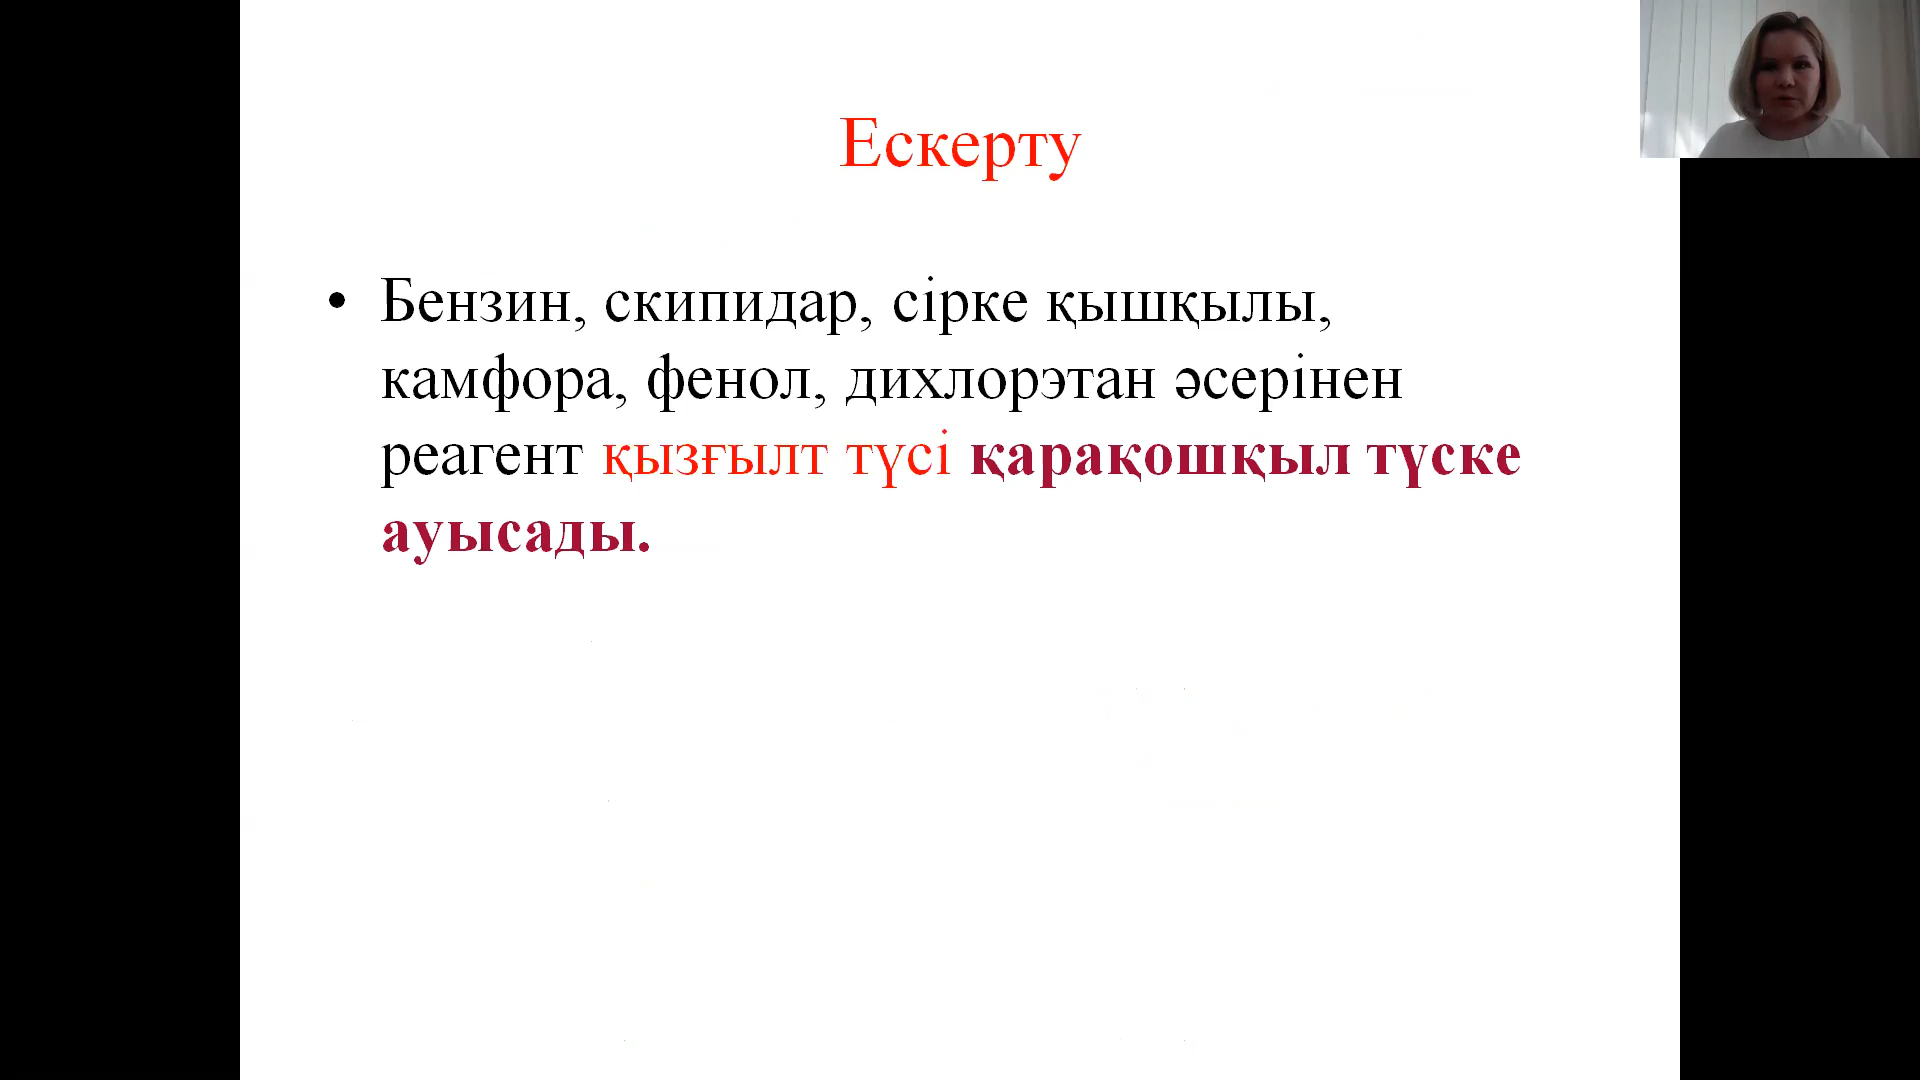 Ескерту
• Бензин, скипидар, сірке қышқылы,
камфора, фенол, дихлорэтан әсерінен
реагент қызғылт түсі қарақошқыл түске
ауысады.